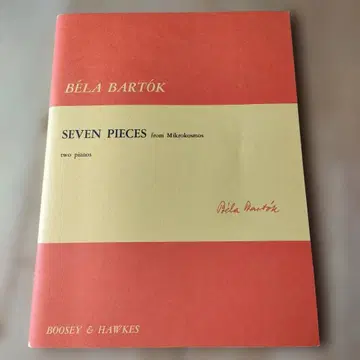 BÉLA BARTÓK
SEVEN PIECES from Mikrokosmos
two pianos
Béla Bartók
BOOSEY & HAWKES